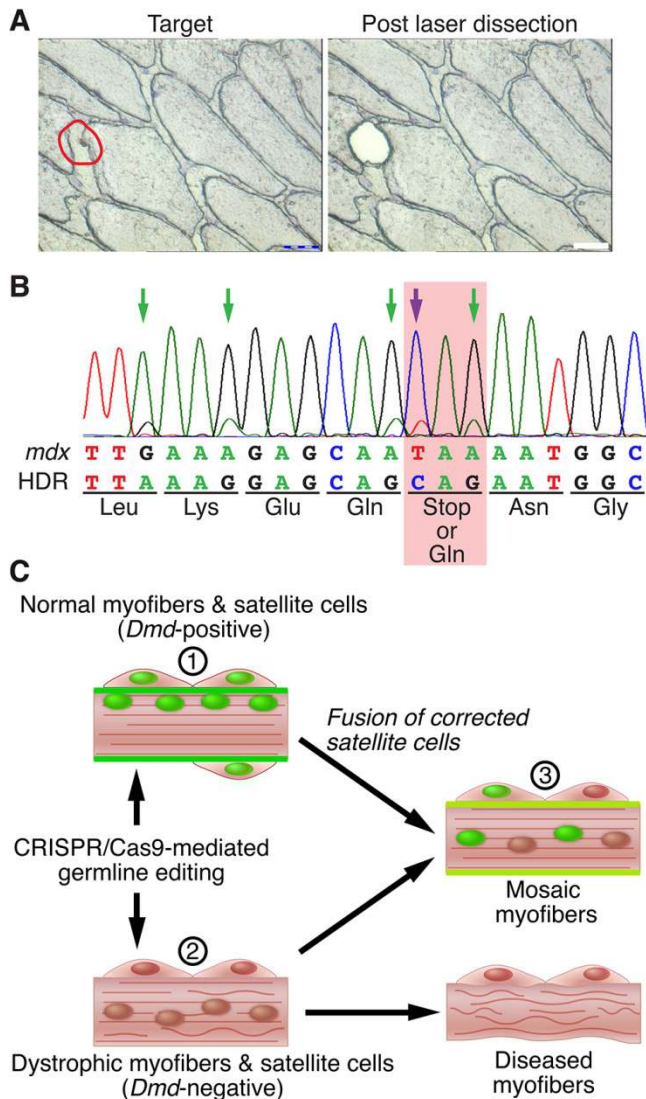 A
Target
Post laser dissection
B
mdx T T G A A A G A G C A A T A A A A T G G C
HDR T T A A A G G A G C A G C A G A A T G G C
Leu Lys Glu Gln Stop Asn Gly
or
Gln
C
Normal myofibers & satellite cells
(Dmd-positive)
1
Fusion of corrected
satellite cells
3
CRISPR/Cas9-mediated
germline editing
Mosaic
myofibers
2
Dystrophic myofibers & satellite cells
(Dmd-negative)
Diseased
myofibers